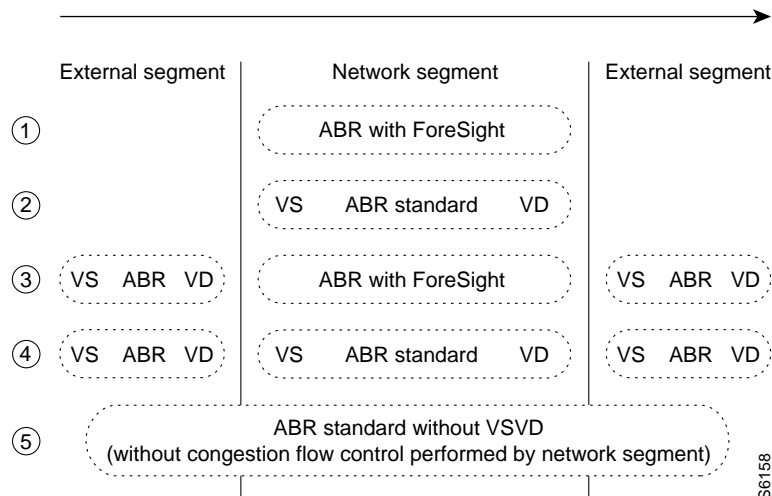 External segment Network segment External segment
1 ABR with ForeSight
2 VS ABR standard VD
3 VS ABR VD ABR with ForeSight VS ABR VD
4 VS ABR VD VS ABR standard VD VS ABR VD
5 ABR standard without VSVD
(without congestion flow control performed by network segment)
S6158